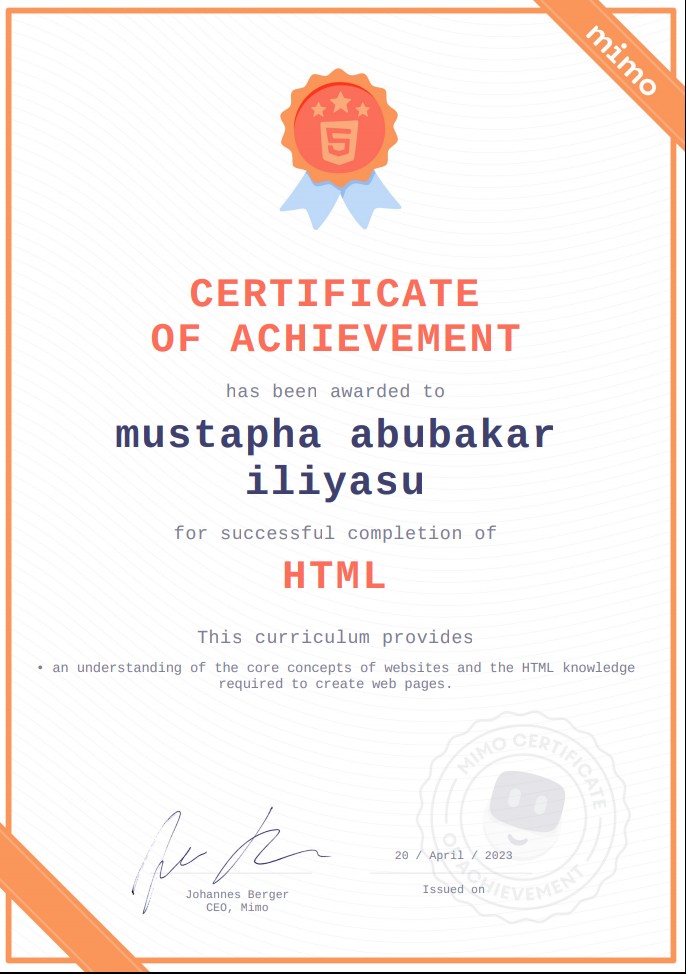 mimo
CERTIFICATE
OF ACHIEVEMENT
has been awarded to
mustapha abubakar
iliyasu
for successful completion of
HTML
This curriculum provides
• an understanding of the core concepts of websites and the HTML knowledge
required to create web pages.
MIMO CERTIFICATE
OF ACHIEVEMENT
20 / April / 2023
Issued on
Johannes Berger
CEO, Mimo